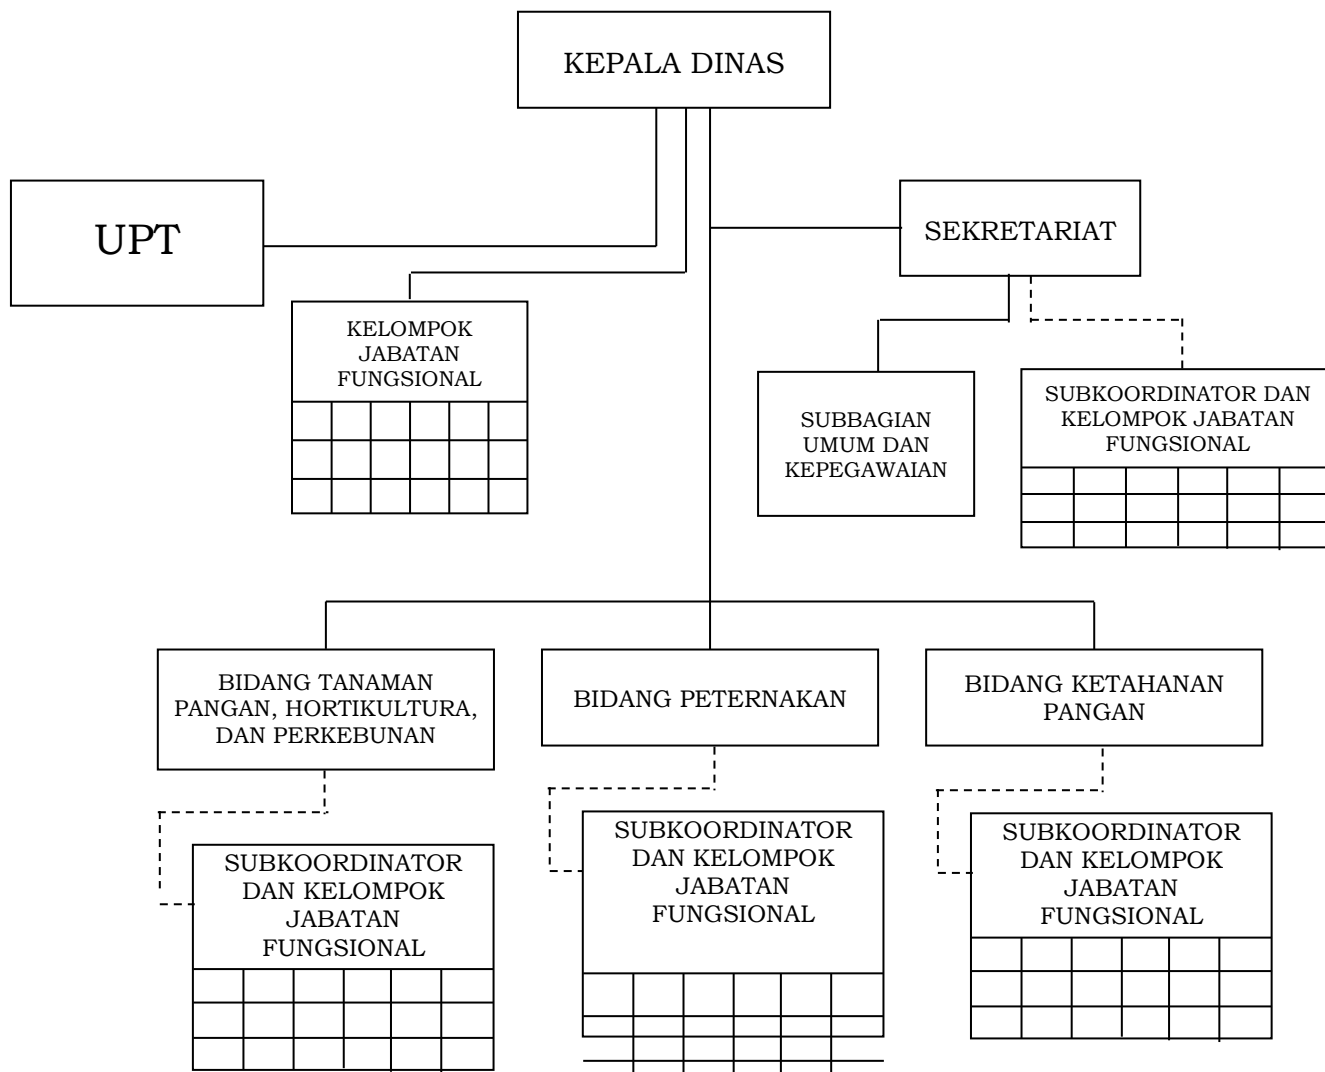 KEPALA DINAS
UPT
SEKRETARIAT
KELOMPOK
JABATAN
FUNGSIONAL
SUBBAGIAN
UMUM DAN
KEPEGAWAIAN
SUBKOORDINATOR DAN
KELOMPOK JABATAN
FUNGSIONAL
BIDANG TANAMAN
PANGAN, HORTIKULTURA,
DAN PERKEBUNAN
BIDANG PETERNAKAN
BIDANG KETAHANAN
PANGAN
SUBKOORDINATOR
DAN KELOMPOK
JABATAN
FUNGSIONAL
SUBKOORDINATOR
DAN KELOMPOK
JABATAN
FUNGSIONAL
SUBKOORDINATOR
DAN KELOMPOK
JABATAN
FUNGSIONAL